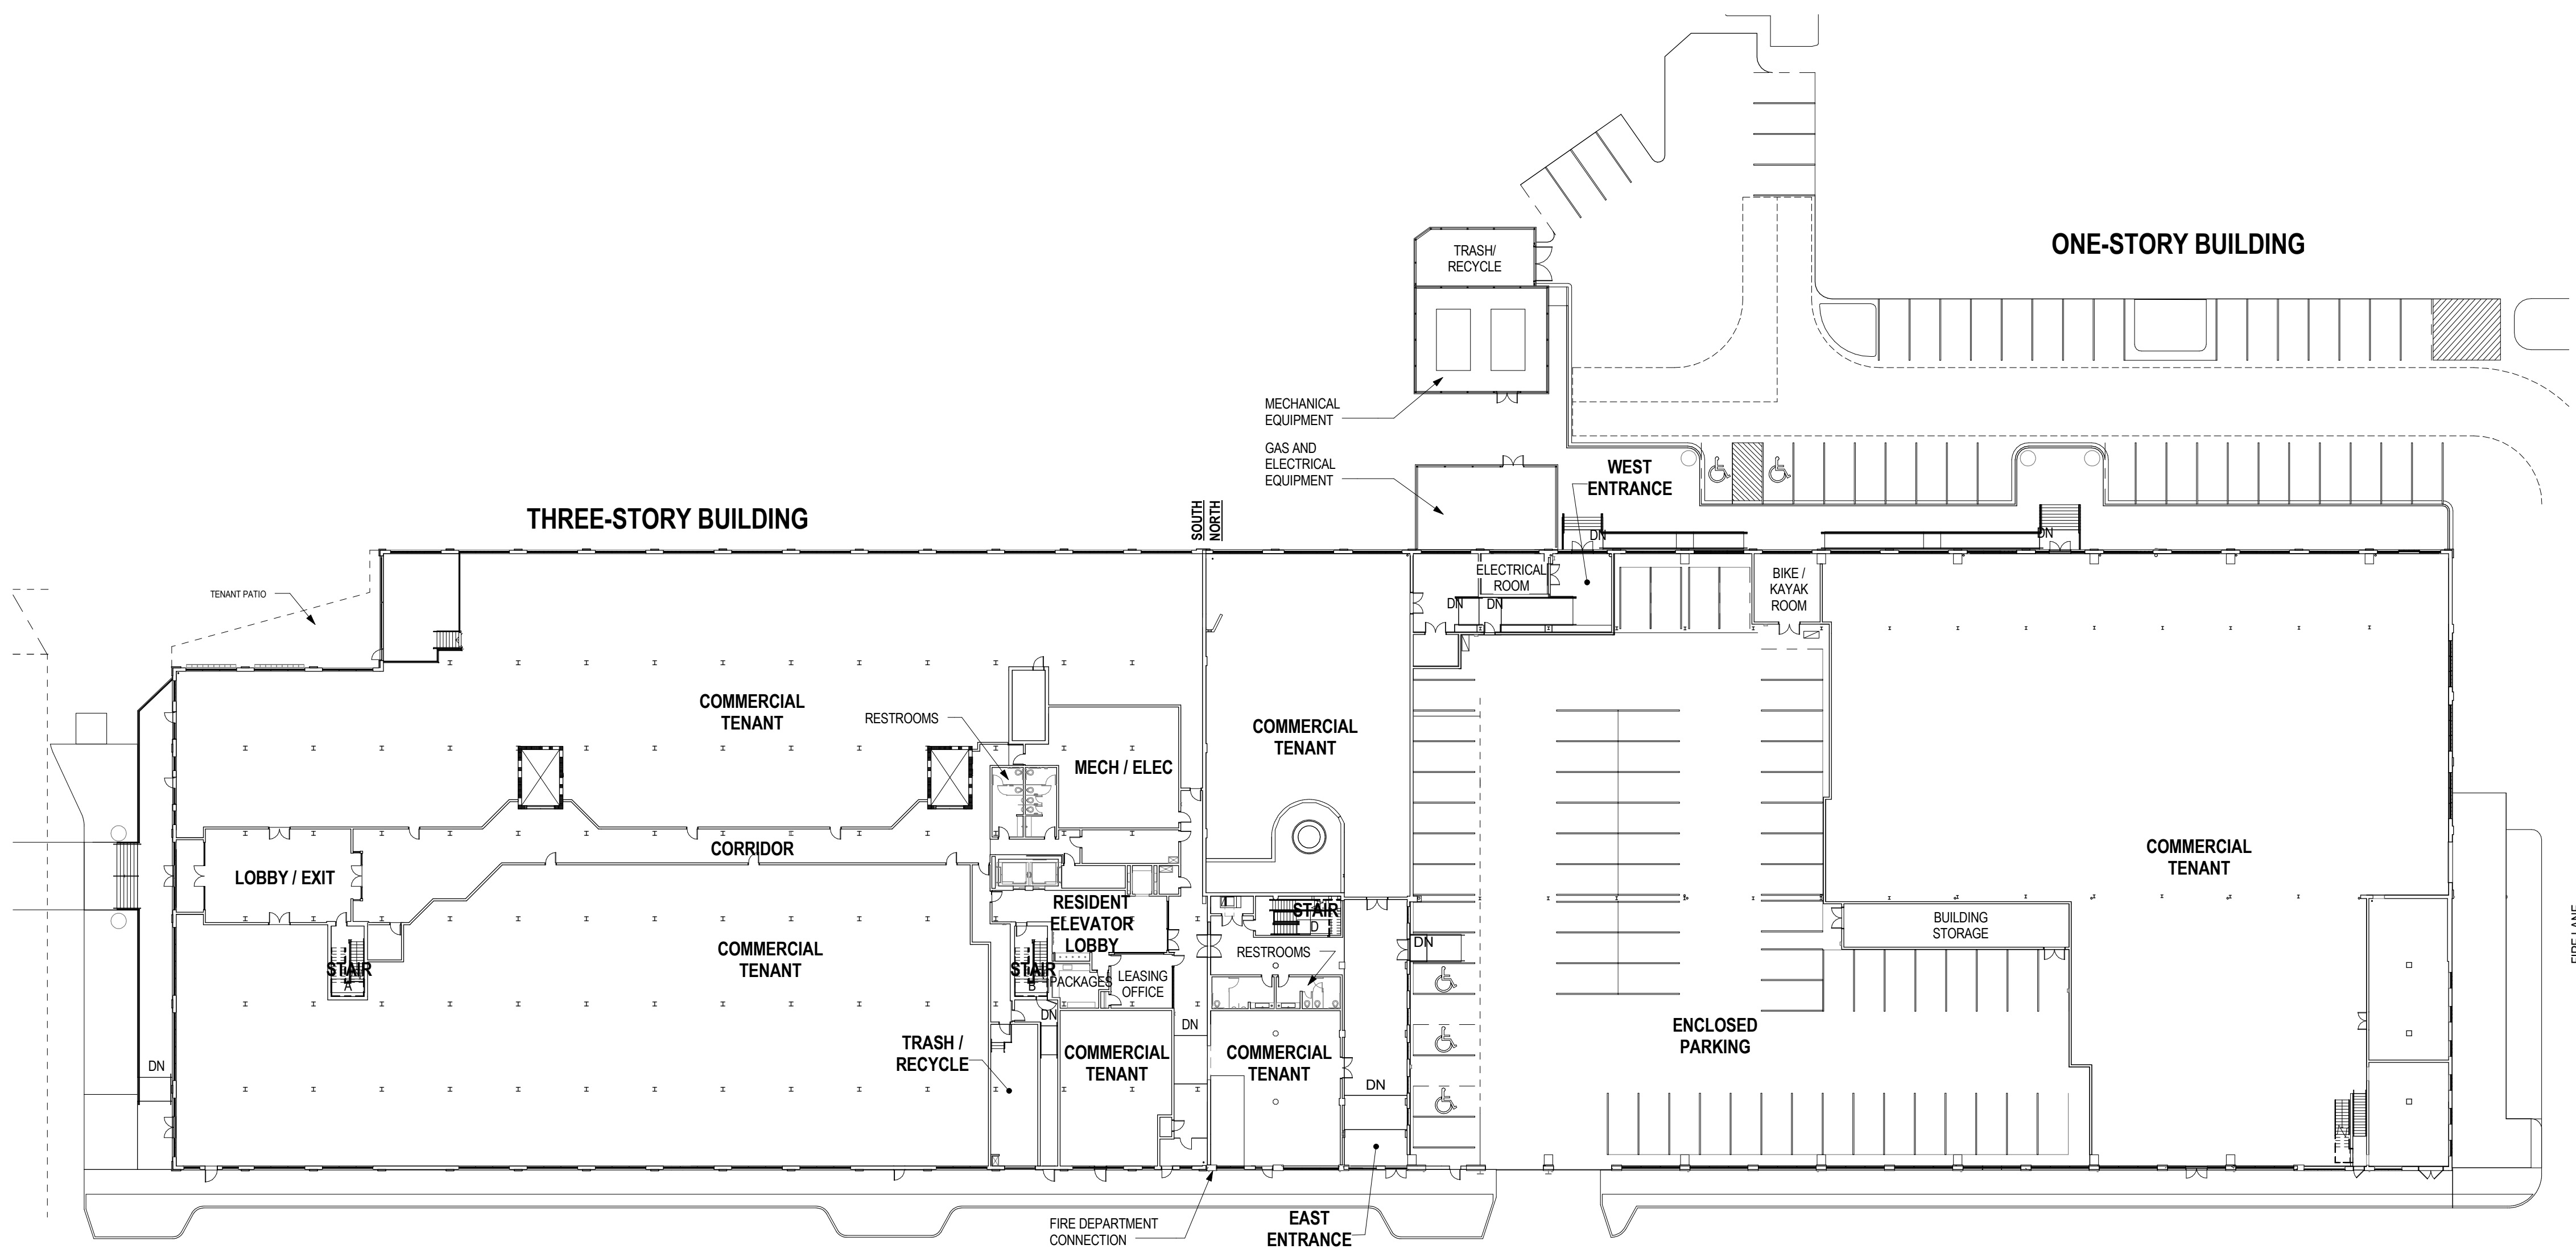 ONE-STORY BUILDING
TRASH/
RECYCLE
MECHANICAL
EQUIPMENT
GAS AND
ELECTRICAL
EQUIPMENT
WEST
ENTRANCE
THREE-STORY BUILDING
SOUTH
NORTH
DN
DN
TENANT PATIO
ELECTRICAL
ROOM
DN
DN
BIKE /
KAYAK
ROOM
COMMERCIAL
TENANT
RESTROOMS
MECH / ELEC
COMMERCIAL
TENANT
COMMERCIAL
TENANT
CORRIDOR
LOBBY / EXIT
RESIDENT
ELEVATOR
LOBBY
STAIR
D
BUILDING
STORAGE
FIRE LANE
COMMERCIAL
TENANT
STAIR
A
STAIR
B
PACKAGES
LEASING
OFFICE
RESTROOMS
DN
DN
DN
TRASH /
RECYCLE
COMMERCIAL
TENANT
COMMERCIAL
TENANT
ENCLOSED
PARKING
DN
DN
FIRE DEPARTMENT
CONNECTION
EAST
ENTRANCE